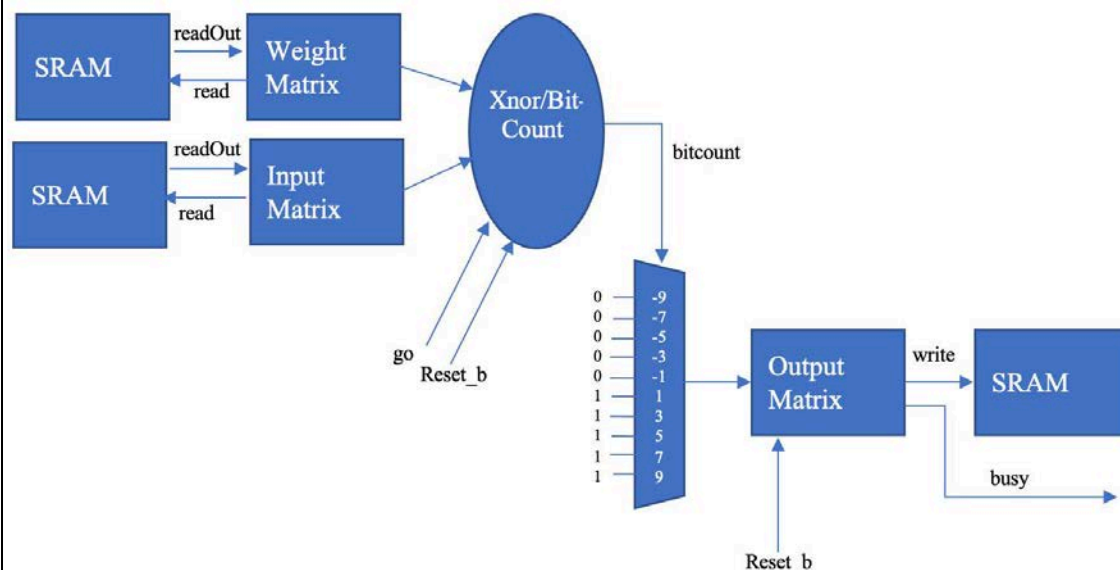 SRAM
readOut
read
Weight
Matrix
SRAM
readOut
read
Input
Matrix
Xnor/Bit-
Count
bitcount
go
Reset_b
0 -9
0 -7
0 -5
0 -3
0 -1
1 1
1 3
1 5
1 7
1 9
Output
Matrix
write
SRAM
busy
Reset_b